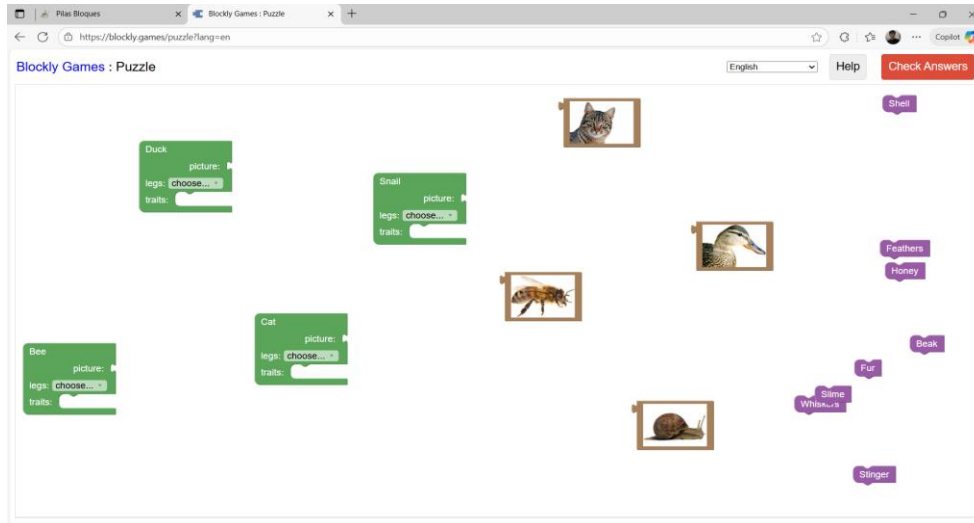 Pilas Bloques
Blockly Games : Puzzle
https://blockly.games/puzzle?lang=en
Copilot
Blockly Games : Puzzle
English
Help
Check Answers
Shell
Duck
picture:
legs: choose...
traits:
Snail
picture:
legs: choose...
traits:
Feathers
Honey
Cat
picture:
legs: choose...
traits:
Bee
picture:
legs: choose...
traits:
Beak
Fur
Slime
Whiskers
Stinger